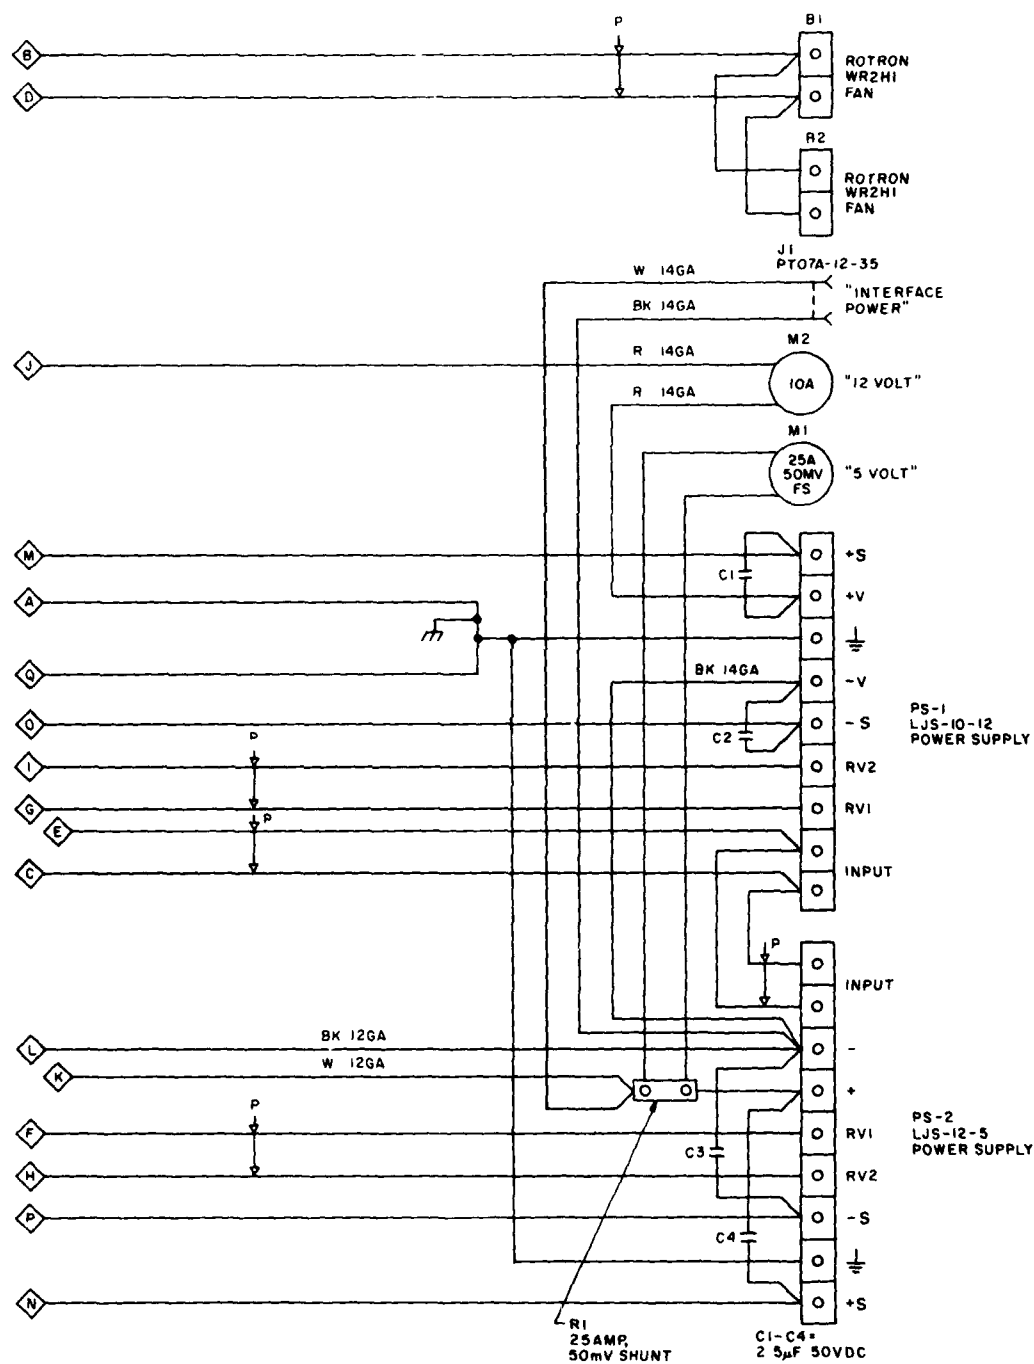 P
B1
B
ROTRON
WR2H1
FAN
D
B2
ROTRON
WR2H1
FAN
J1
PT07A-12-35
W 14GA
"INTERFACE
POWER"
BK 14GA
M2
J
R 14GA
10A
"12 VOLT"
R 14GA
M1
25A
50MV
FS
"5 VOLT"
M
+S
C1
A
+V
Q
BK 14GA
-V
PS-1
LJS-10-12
POWER SUPPLY
O
P
C2
-S
I
RV2
G
RV1
P
E
C
INPUT
P
INPUT
L
BK 12GA
-
K
W 12GA
+
PS-2
LJS-12-5
POWER SUPPLY
P
F
RV1
C3
H
RV2
P
-S
C4
N
+S
R1
25AMP,
50mV SHUNT
C1-C4=
2 5µF 50VDC